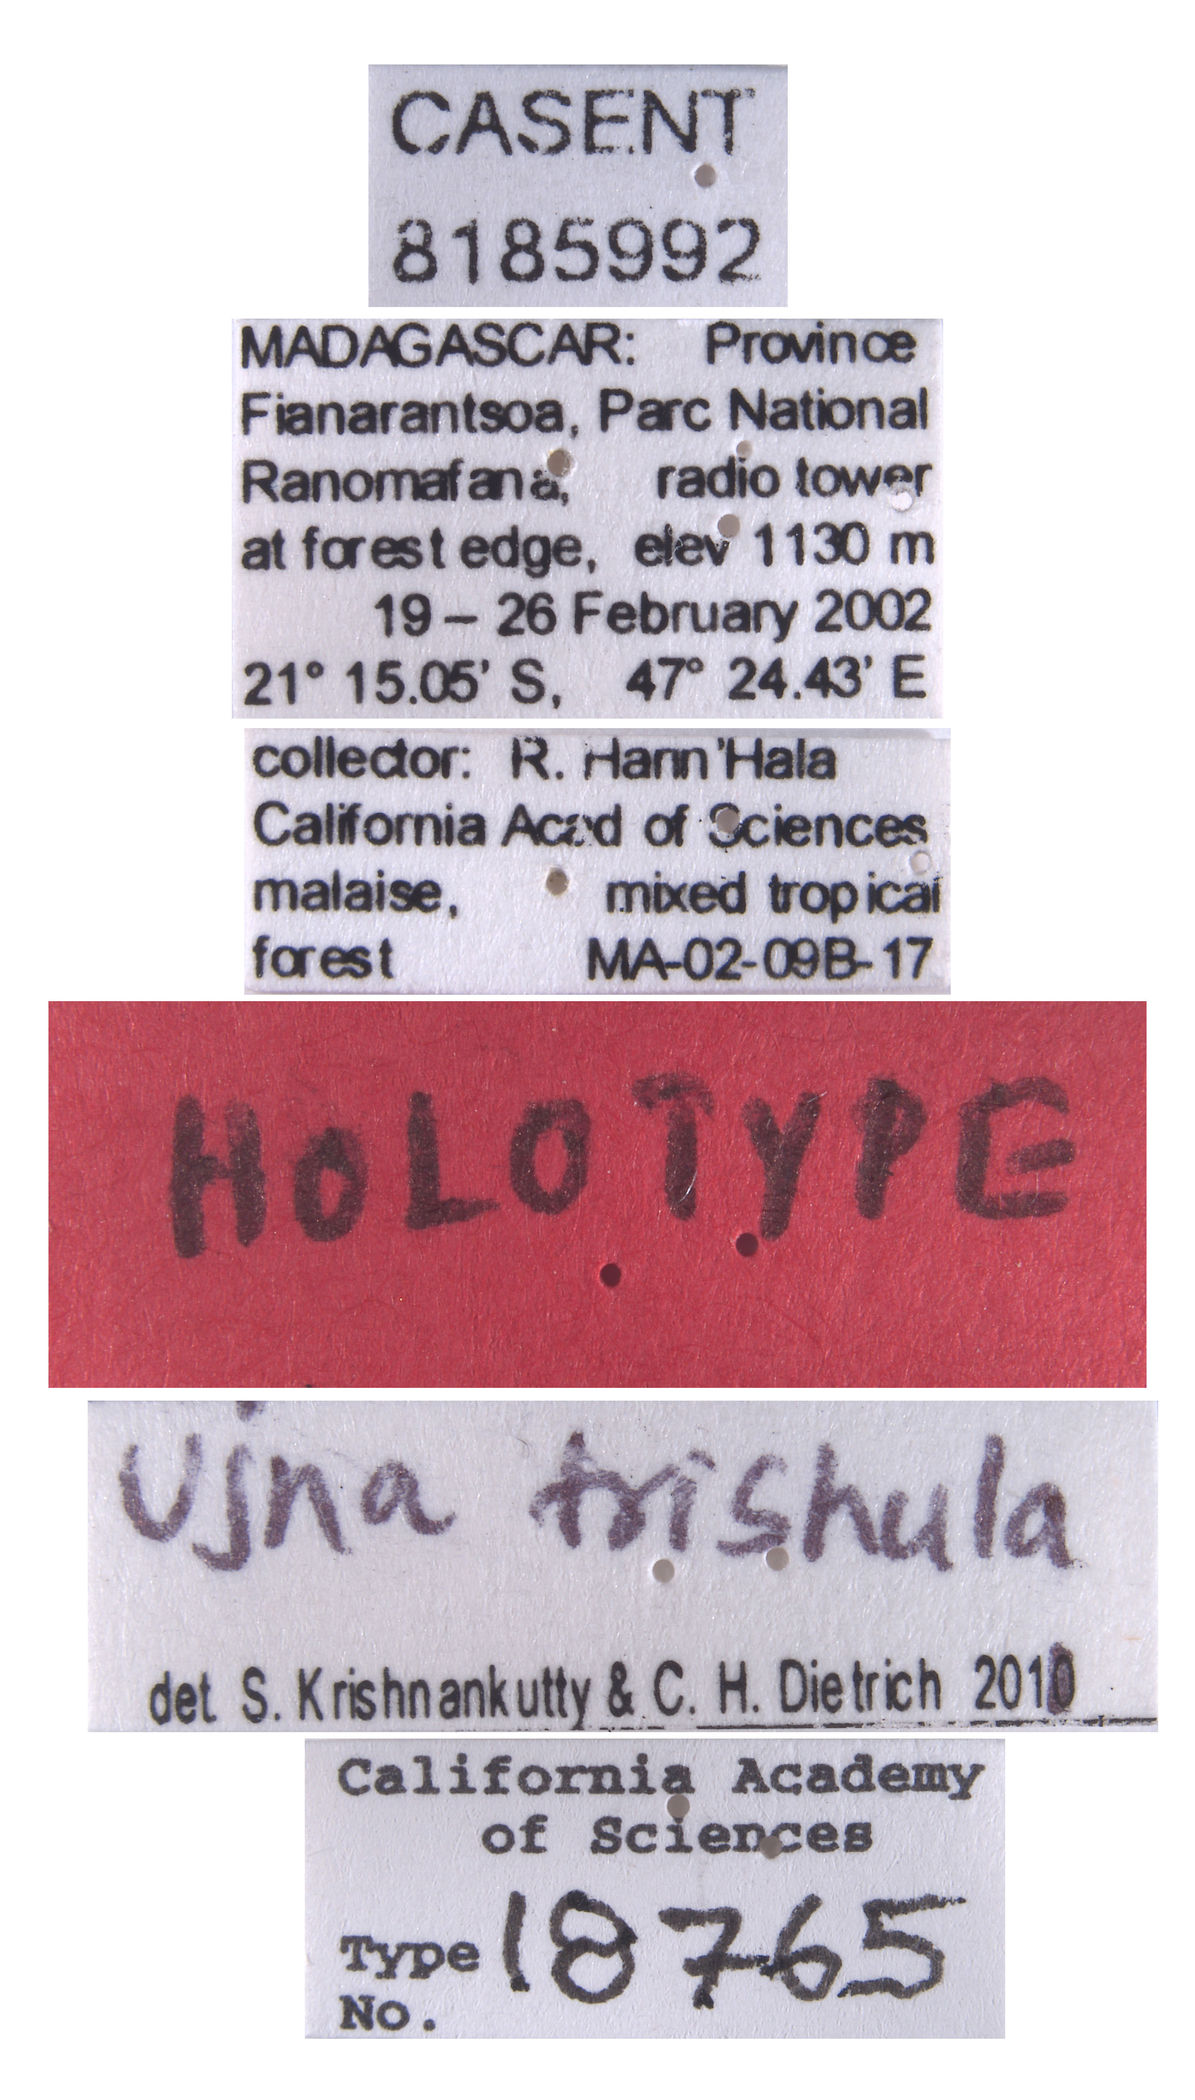 CASENT
8185992
MADAGASCAR: Province
Fianarantsoa, Parc National
Ranomafana, radio tower
at forest edge, elev 1130 m
19 – 26 February 2002
21° 15.05' S, 47° 24.43' E
collector: R. Harin'Hala
California Acad of Sciences
malaise, mixed tropical
forest MA-02-09B-17
HOLOTYPE
Ujna trishula
det. S. Krishnankutty & C. H. Dietrich 2010
California Academy
of Sciences
Type 18765
No.